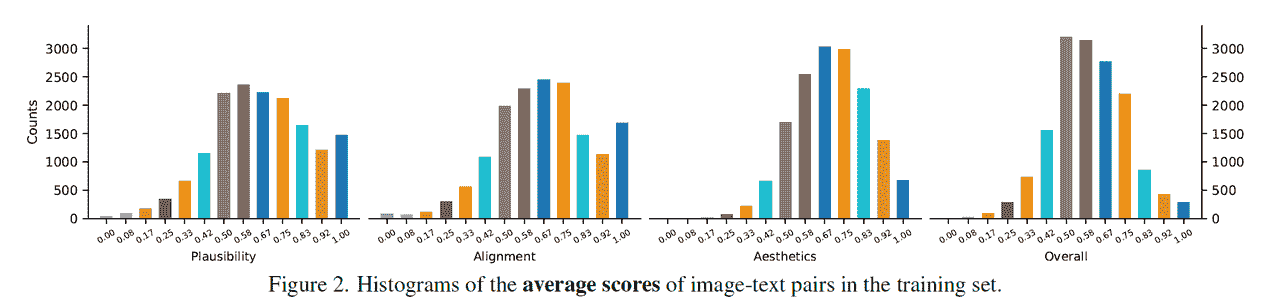 Counts
3000
2500
2000
1500
1000
500
0
0.00 0.08 0.17 0.25 0.33 0.42 0.50 0.58 0.67 0.75 0.83 0.92 1.00
Plausibility
0.00 0.08 0.17 0.25 0.33 0.42 0.50 0.58 0.67 0.75 0.83 0.92 1.00
Alignment
0.00 0.08 0.17 0.25 0.33 0.42 0.50 0.58 0.67 0.75 0.83 0.92 1.00
Aesthetics
0.00 0.08 0.17 0.25 0.33 0.42 0.50 0.58 0.67 0.75 0.83 0.92 1.00
Overall
3000
2500
2000
1500
1000
500
0
Figure 2. Histograms of the average scores of image-text pairs in the training set.